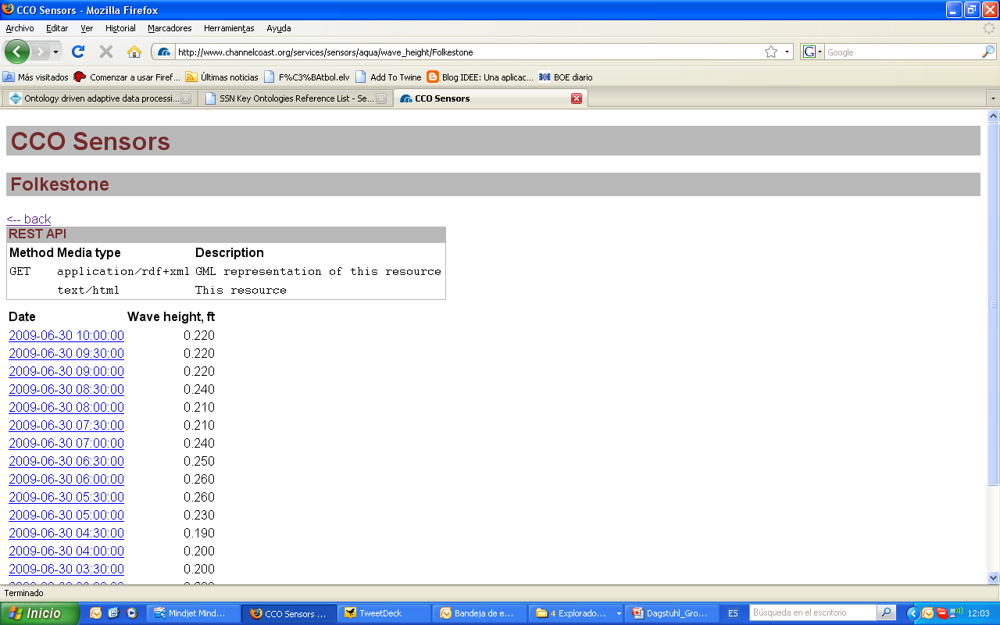 CCO Sensors - Mozilla Firefox
Archivo Editar Ver Historial Marcadores Herramientas Ayuda
http://www.channelcoast.org/services/sensors/aqua/wave_height/Folkestone G Google
Más visitados Comenzar a usar Firef... Últimas noticias F%C3%BAtbol.elv Add To Twine Blog IDEE: Una aplicac... BOE BOE diario
Ontology driven adaptive data processi... SSN Key Ontologies Reference List - Se... CCO Sensors
CCO Sensors
Folkestone
<-- back
REST API
Method Media type Description
GET application/rdf+xml GML representation of this resource
text/html This resource
Date Wave height, ft
2009-06-30 10:00:00 0.220
2009-06-30 09:30:00 0.220
2009-06-30 09:00:00 0.220
2009-06-30 08:30:00 0.240
2009-06-30 08:00:00 0.210
2009-06-30 07:30:00 0.210
2009-06-30 07:00:00 0.240
2009-06-30 06:30:00 0.250
2009-06-30 06:00:00 0.260
2009-06-30 05:30:00 0.260
2009-06-30 05:00:00 0.230
2009-06-30 04:30:00 0.190
2009-06-30 04:00:00 0.200
2009-06-30 03:30:00 0.200
Terminado
Inicio Mindjet Mind... CCO Sensors ... TweetDeck Bandeja de e... 4 Explorado... Dagstuhl_Gro... ES Búsqueda en el escritorio 12:03